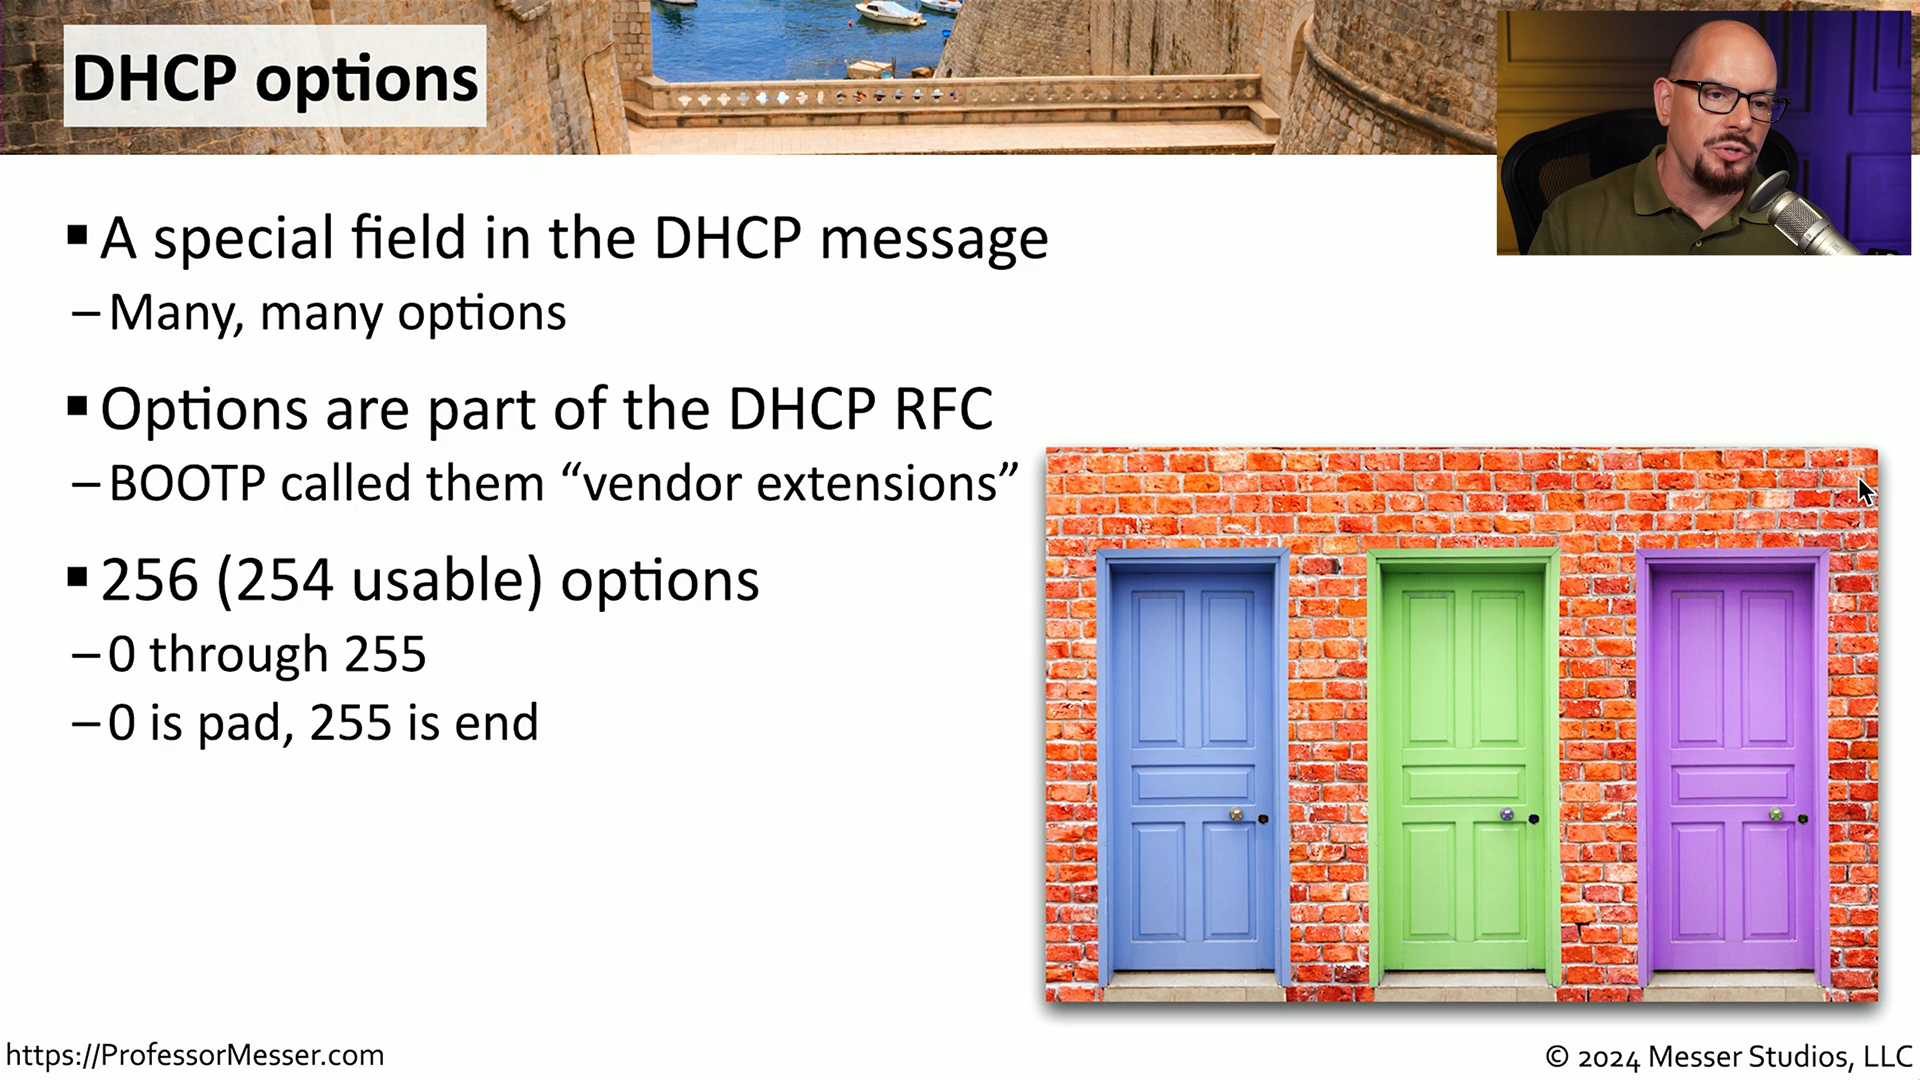 DHCP options
▪ A special field in the DHCP message
– Many, many options
▪ Options are part of the DHCP RFC
– BOOTP called them “vendor extensions”
▪ 256 (254 usable) options
– 0 through 255
– 0 is pad, 255 is end
https://ProfessorMesser.com
© 2024 Messer Studios, LLC